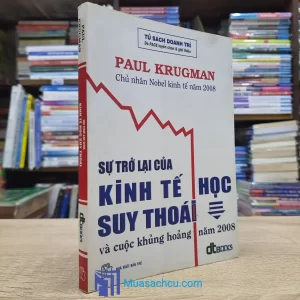 TỦ SÁCH DOANH TRÍ
PAUL KRUGMAN
Chủ nhân Nobel kinh tế năm 2008
SỰ TRỞ LẠI CỦA
KINH TẾ HỌC
SUY THOÁI
và cuộc khủng hoảng năm 2008
dtbooks
Muasachcu.com